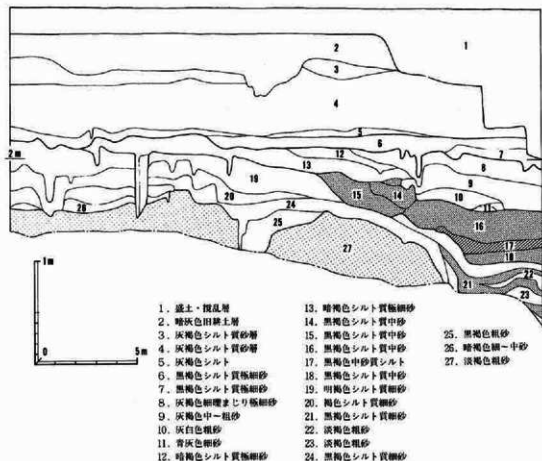 2
1
3
4
5
6
7
2m
12
13
8
9
19
14
15
10
11
20
16
24
26
25
17
27
18
22
21
23
1m
5m
1. 盛土・攪乱層
2. 暗灰色旧耕土層
3. 灰褐色シルト質砂層
4. 灰褐色シルト質砂層
5. 灰褐色シルト
6. 黒褐色シルト質極細砂
7. 黒褐色シルト質極細砂
8. 灰褐色細礫まじり極細砂
9. 灰褐色中~粗砂
10. 灰白色粗砂
11. 青灰色細砂
12. 暗褐色シルト質極細砂
13. 暗褐色シルト質極細砂
14. 黒褐色シルト質中砂
15. 黒褐色シルト質中砂
16. 黒褐色シルト質中砂
17. 黒褐色中砂質シルト
18. 黒褐色シルト質中砂
19. 明褐色シルト質細砂
20. 褐色シルト質細砂
21. 黒褐色シルト質細砂
22. 淡褐色粗砂
23. 淡褐色粗砂
24. 黒褐色シルト質細砂
25. 黒褐色粗砂
26. 暗褐色細~中砂
27. 淡褐色粗砂